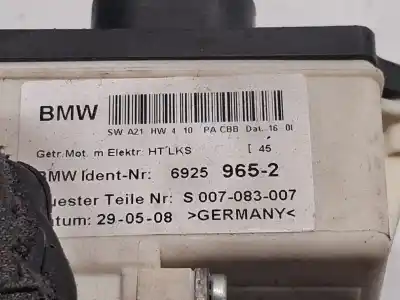 BMW
SW A21 HW 4 10 PA CBB Dat. 16 01
Getr.Mot. m Elektr. HT LKS [ 45
BMW Ident-Nr: 6925 965-2
uester Teile Nr: S 007-083-007
atum: 29-05-08 >GERMANY<